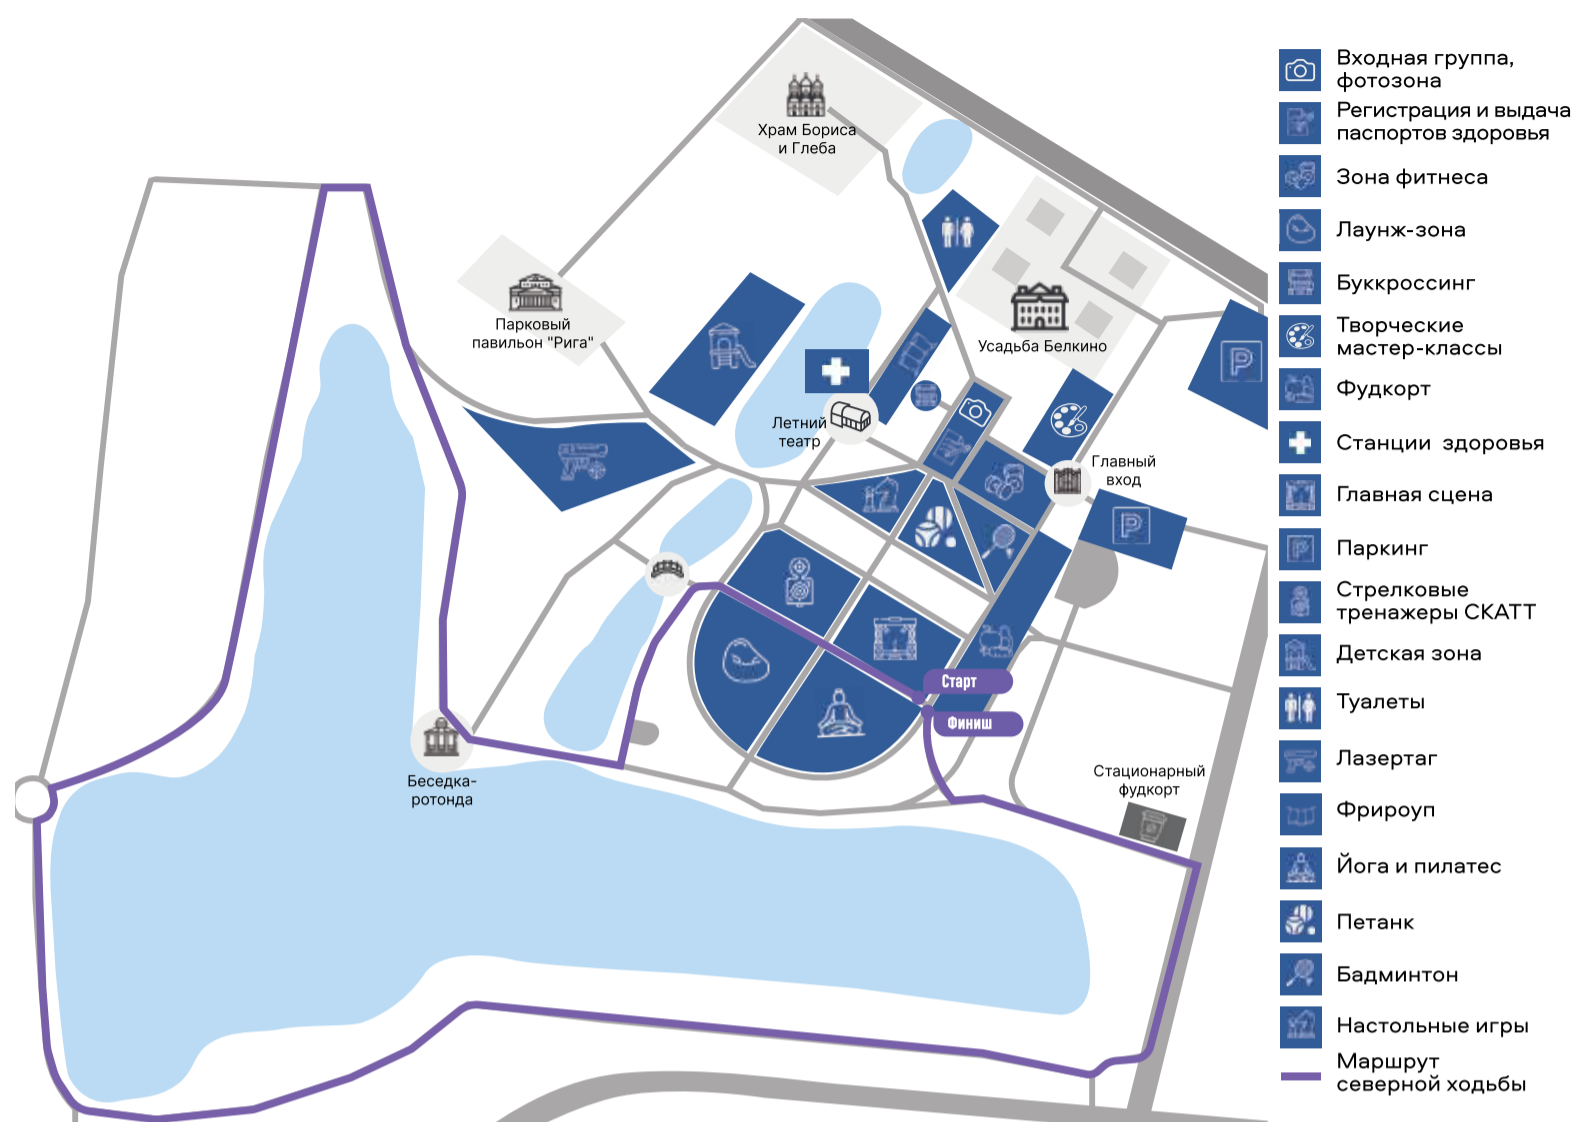 Храм Бориса
и Глеба
Парковый
павильон "Рига"
Усадьба Белкино
Летний
театр
Главный
вход
Старт
Финиш
Беседка-
ротонда
Стационарный
фудкорт
P
P
Входная группа,
фотозона
Регистрация и выдача
паспортов здоровья
Зона фитнеса
Лаунж-зона
Буккроссинг
Творческие
мастер-классы
Фудкорт
Станции здоровья
Главная сцена
P
Паркинг
Стрелковые
тренажеры СКАТТ
Детская зона
Туалеты
Лазертаг
Фрироуп
Йога и пилатес
Петанк
Бадминтон
Настольные игры
Маршрут
северной ходьбы